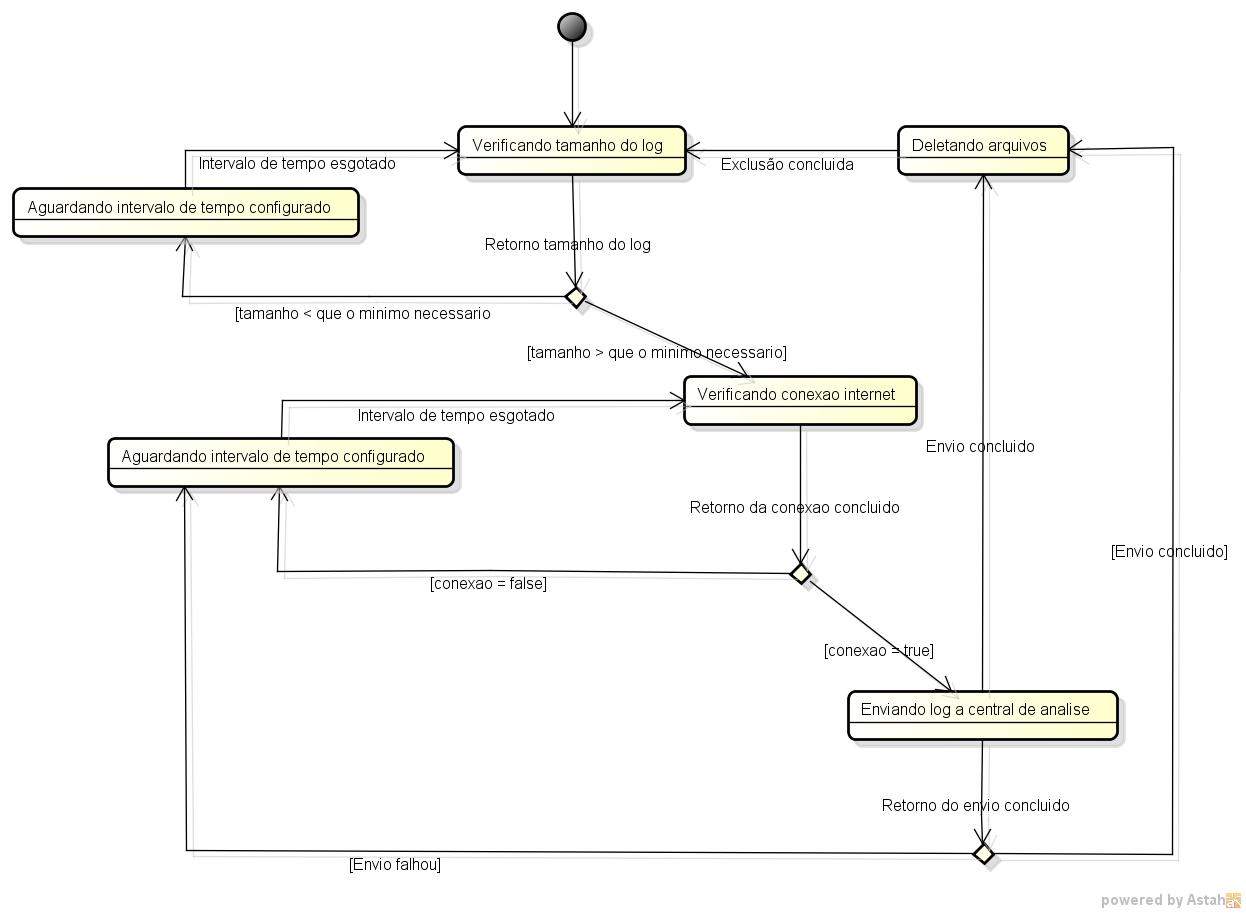 Verificando tamanho do log
Deletando arquivos
Intervalo de tempo esgotado
Exclusão concluida
Aguardando intervalo de tempo configurado
Retorno tamanho do log
[tamanho < que o minimo necessario
[tamanho > que o minimo necessario]
Verificando conexao internet
Intervalo de tempo esgotado
Envio concluido
Aguardando intervalo de tempo configurado
Retorno da conexao concluido
[Envio concluido]
[conexao = false]
[conexao = true]
Enviando log a central de analise
Retorno do envio concluido
[Envio falhou]
powered by Astah